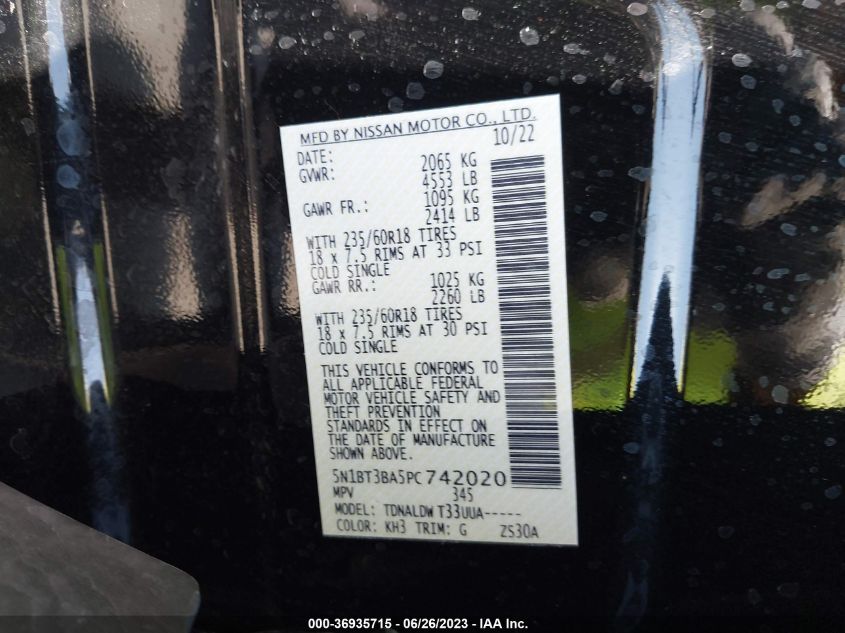 MFD BY NISSAN MOTOR CO., LTD.
DATE: 10/22
GVWR: 2065 KG
4553 LB
GAWR FR.: 1095 KG
2414 LB
WITH 235/60R18 TIRES
18 x 7.5 RIMS AT 33 PSI
COLD SINGLE
GAWR RR.: 1025 KG
2260 LB
WITH 235/60R18 TIRES
18 x 7.5 RIMS AT 30 PSI
COLD SINGLE
THIS VEHICLE CONFORMS TO
ALL APPLICABLE FEDERAL
MOTOR VEHICLE SAFETY AND
THEFT PREVENTION
STANDARDS IN EFFECT ON
THE DATE OF MANUFACTURE
SHOWN ABOVE.
5N1BT3BA5PC742020
MPV 345
MODEL: TDNALDW T33UUA-----
COLOR: KH3 TRIM: G ZS30A
000-36935715 - 06/26/2023 - IAA Inc.